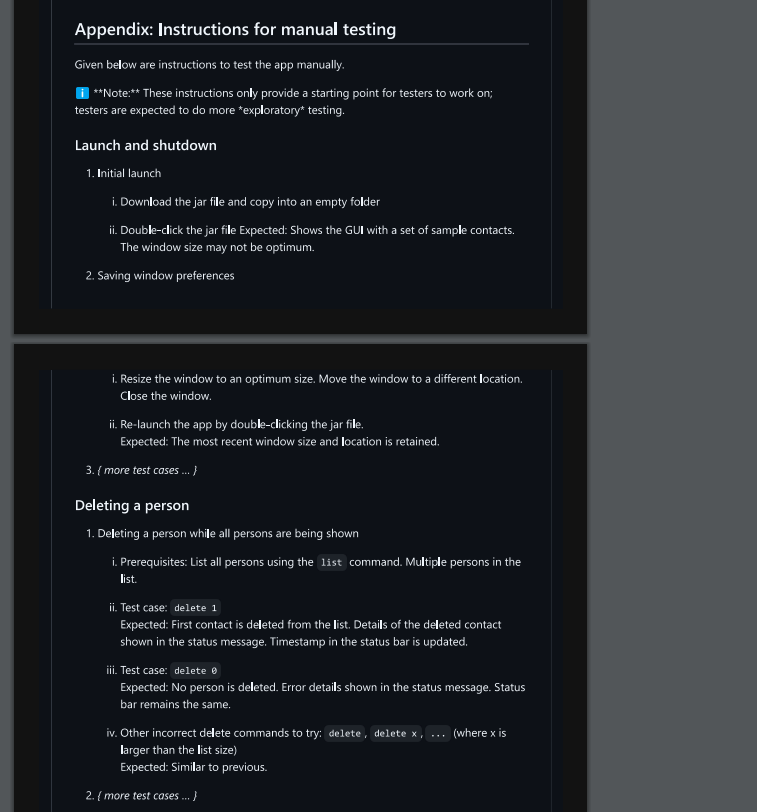 Appendix: Instructions for manual testing
Given below are instructions to test the app manually.
i **Note:** These instructions only provide a starting point for testers to work on;
testers are expected to do more *exploratory* testing.
Launch and shutdown
1. Initial launch
i. Download the jar file and copy into an empty folder
ii. Double-click the jar file Expected: Shows the GUI with a set of sample contacts.
The window size may not be optimum.
2. Saving window preferences
i. Resize the window to an optimum size. Move the window to a different location.
Close the window.
ii. Re-launch the app by double-clicking the jar file.
Expected: The most recent window size and location is retained.
3. { more test cases … }
Deleting a person
1. Deleting a person while all persons are being shown
i. Prerequisites: List all persons using the list command. Multiple persons in the
list.
ii. Test case: delete 1
Expected: First contact is deleted from the list. Details of the deleted contact
shown in the status message. Timestamp in the status bar is updated.
iii. Test case: delete 0
Expected: No person is deleted. Error details shown in the status message. Status
bar remains the same.
iv. Other incorrect delete commands to try: delete, delete x, ... (where x is
larger than the list size)
Expected: Similar to previous.
2. { more test cases … }